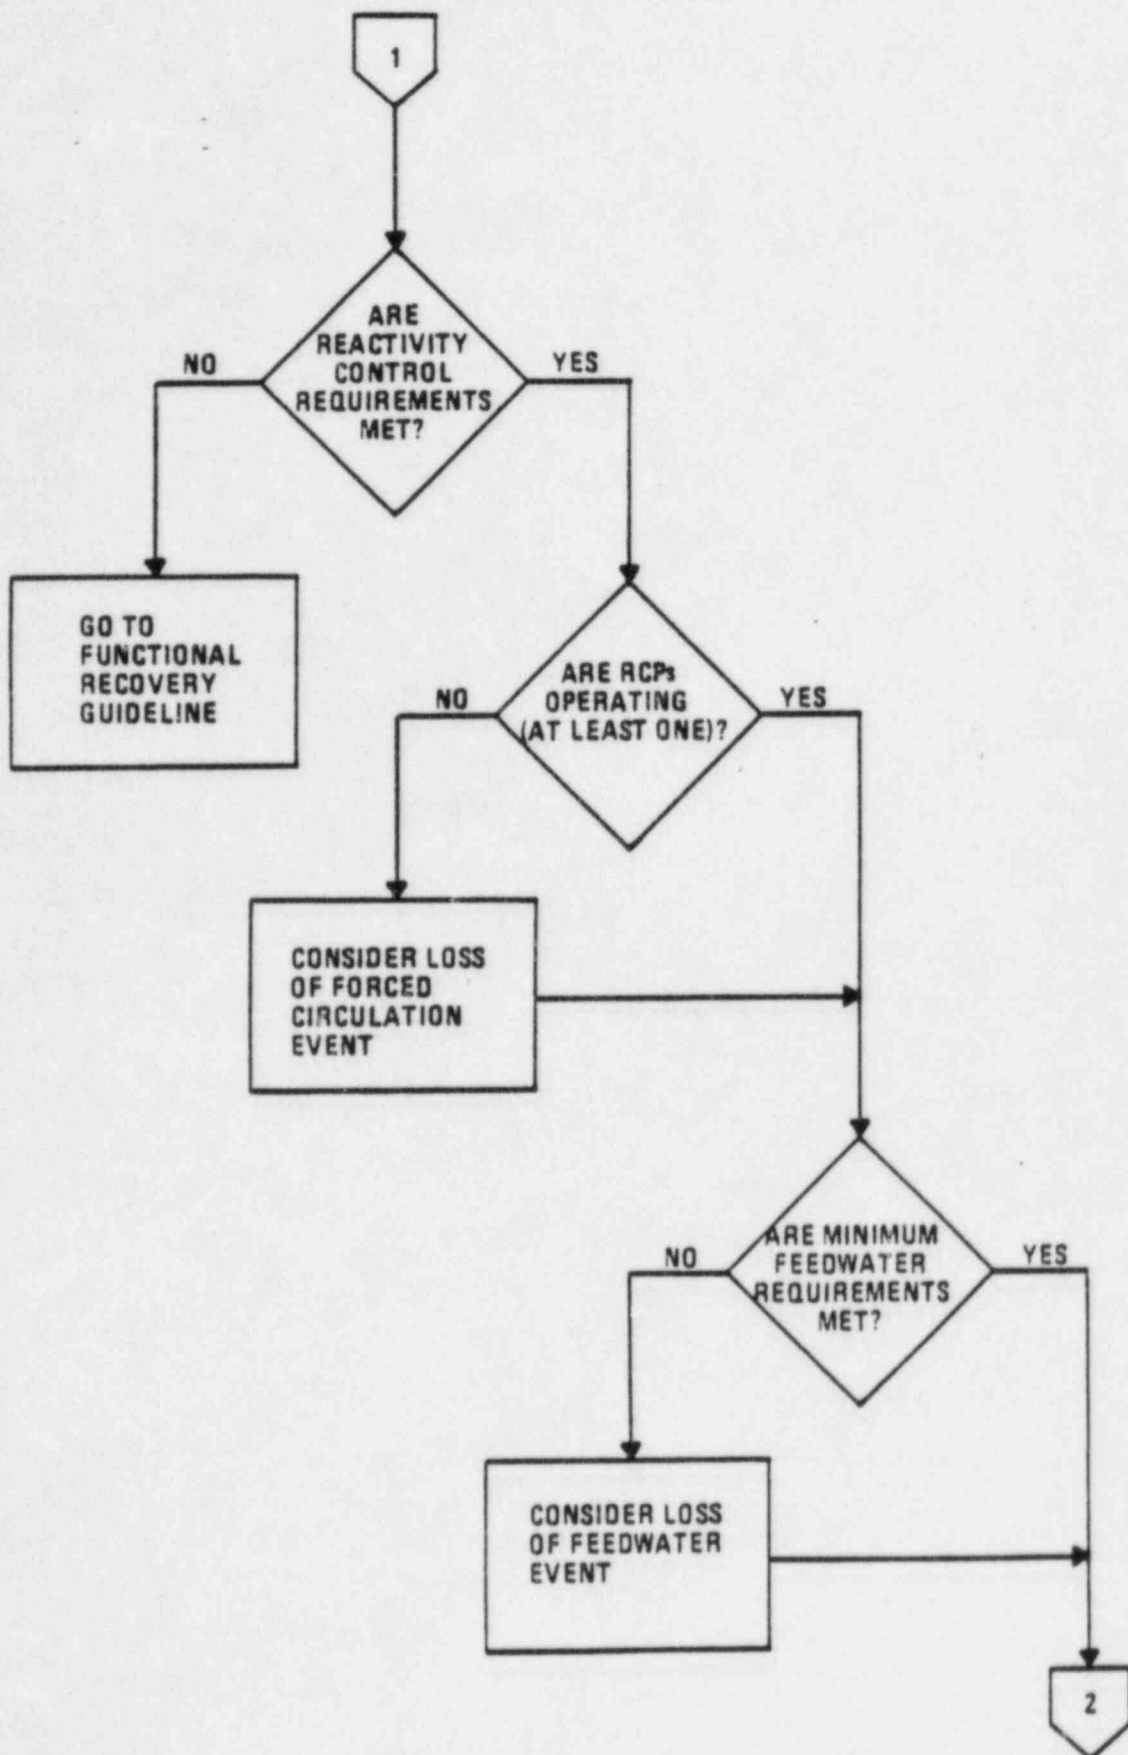 1
ARE
REACTIVITY
CONTROL
REQUIREMENTS
MET?
NO
YES
GO TO
FUNCTIONAL
RECOVERY
GUIDELINE
ARE RCPs
OPERATING
(AT LEAST ONE)?
NO
YES
CONSIDER LOSS
OF FORCED
CIRCULATION
EVENT
ARE MINIMUM
FEEDWATER
REQUIREMENTS
MET?
NO
YES
CONSIDER LOSS
OF FEEDWATER
EVENT
2